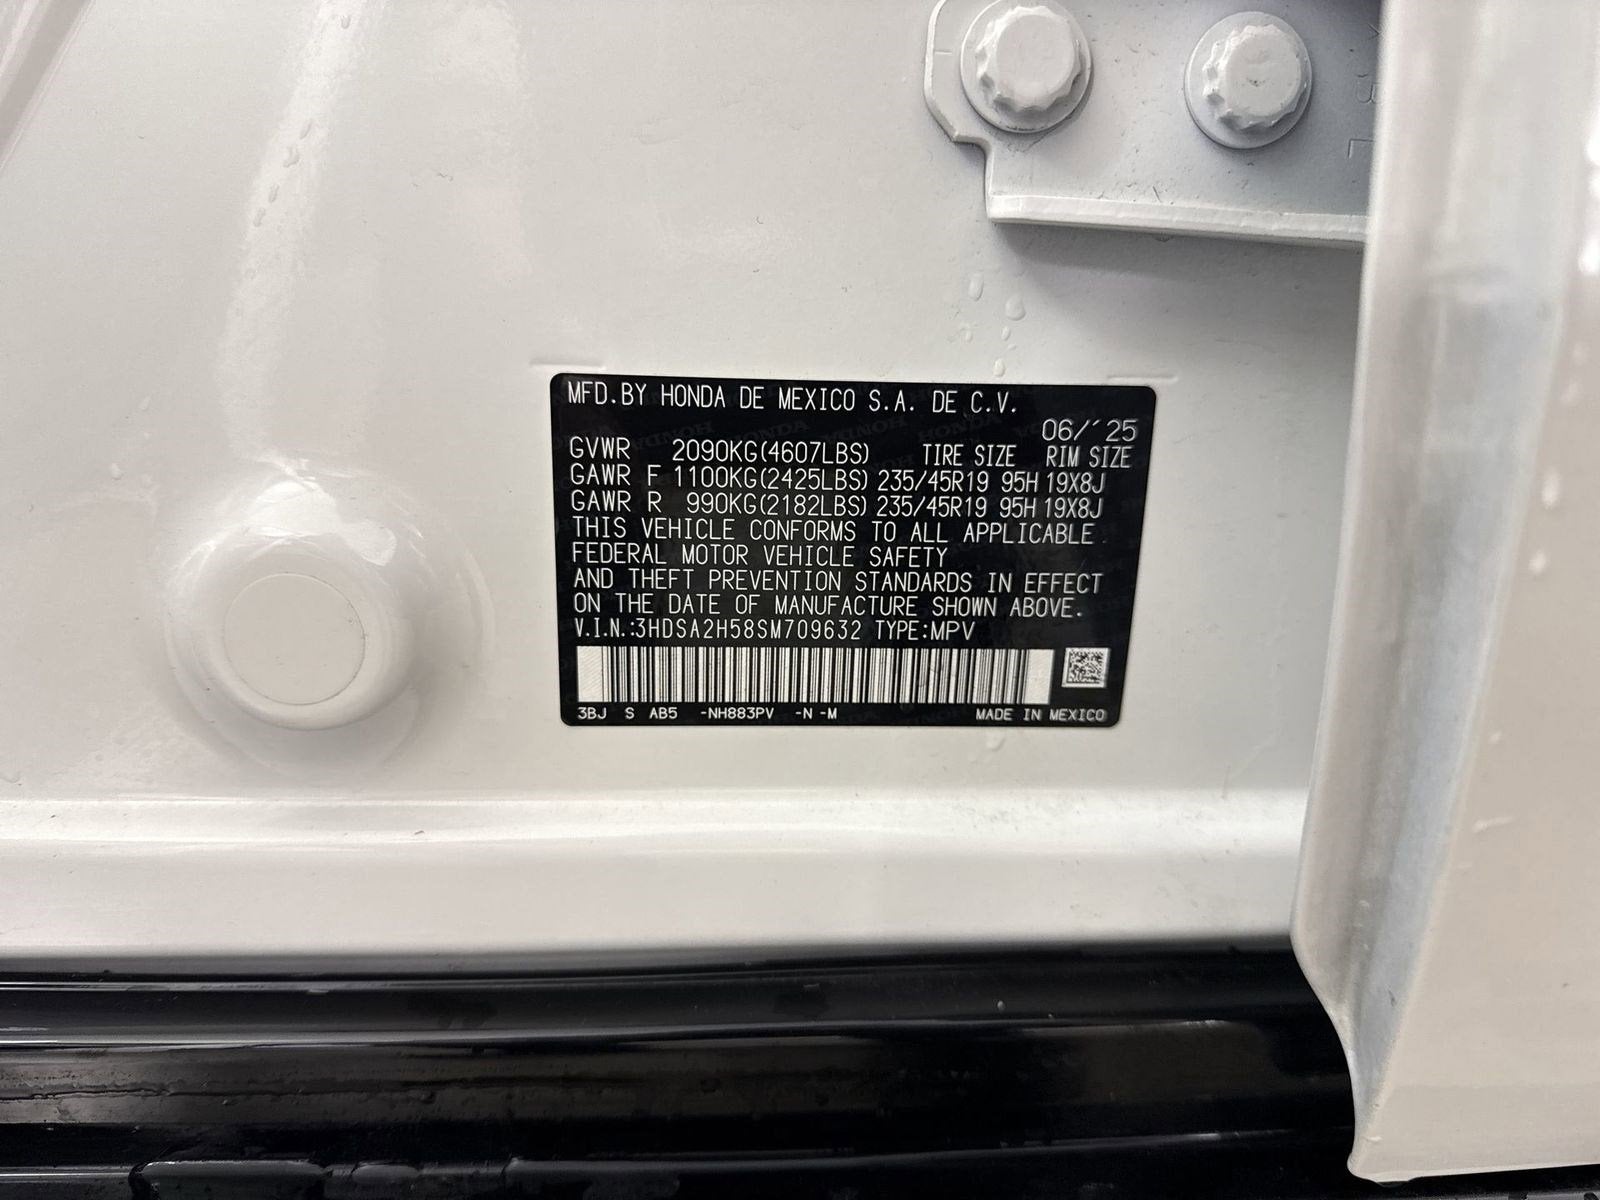 MFD.BY HONDA DE MEXICO S.A. DE C.V.
06/´25
GVWR 2090KG(4607LBS) TIRE SIZE RIM SIZE
GAWR F 1100KG(2425LBS) 235/45R19 95H 19X8J
GAWR R 990KG(2182LBS) 235/45R19 95H 19X8J
THIS VEHICLE CONFORMS TO ALL APPLICABLE
FEDERAL MOTOR VEHICLE SAFETY
AND THEFT PREVENTION STANDARDS IN EFFECT
ON THE DATE OF MANUFACTURE SHOWN ABOVE.
V.I.N.:3HDSA2H58SM709632 TYPE:MPV
3BJ S AB5 -NH883PV -N -M MADE IN MEXICO